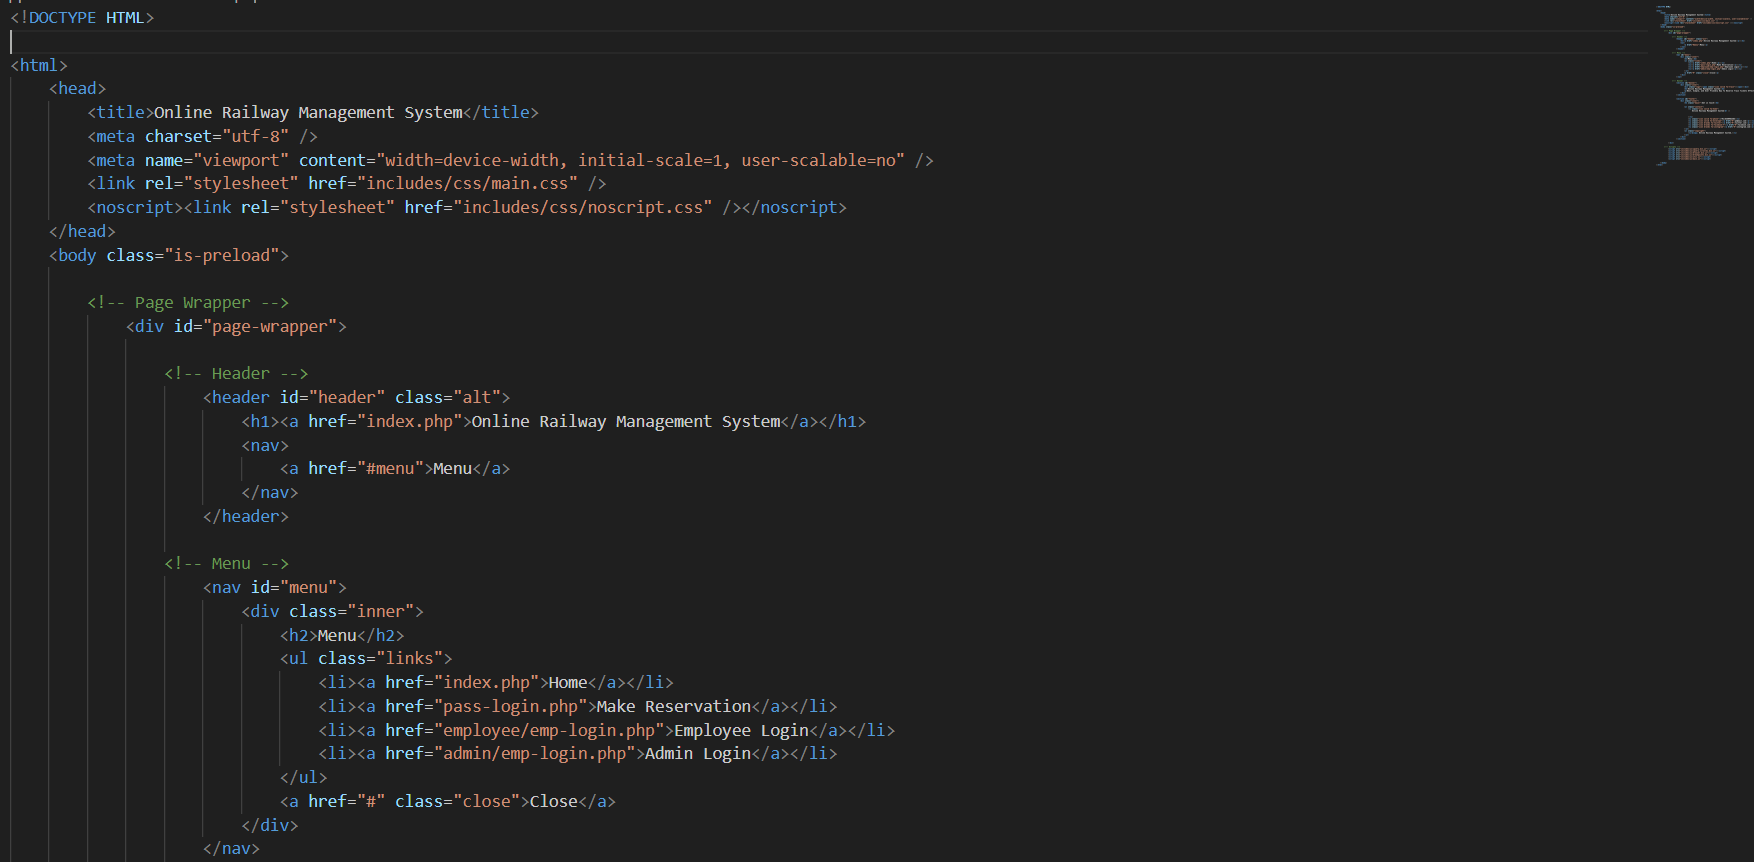 <!DOCTYPE HTML>
<html>
<head>
<title>Online Railway Management System</title>
<meta charset="utf-8" />
<meta name="viewport" content="width=device-width, initial-scale=1, user-scalable=no" />
<link rel="stylesheet" href="includes/css/main.css" />
<noscript><link rel="stylesheet" href="includes/css/noscript.css" /></noscript>
</head>
<body class="is-preload">
<!-- Page Wrapper -->
<div id="page-wrapper">
<!-- Header -->
<header id="header" class="alt">
<h1><a href="index.php">Online Railway Management System</a></h1>
<nav>
<a href="#menu">Menu</a>
</nav>
</header>
<!-- Menu -->
<nav id="menu">
<div class="inner">
<h2>Menu</h2>
<ul class="links">
<li><a href="index.php">Home</a></li>
<li><a href="pass-login.php">Make Reservation</a></li>
<li><a href="employee/emp-login.php">Employee Login</a></li>
<li><a href="admin/emp-login.php">Admin Login</a></li>
</ul>
<a href="#" class="close">Close</a>
</div>
</nav>